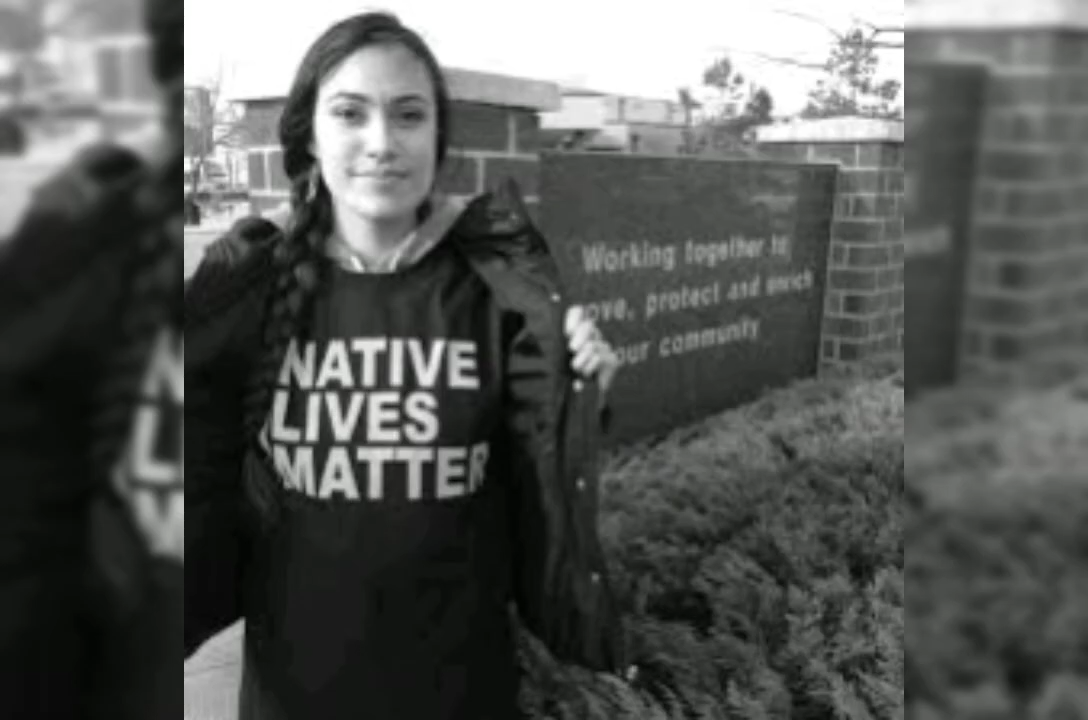 NATIVE
LIVES
MATTER
Working together to
protect and enrich
our community